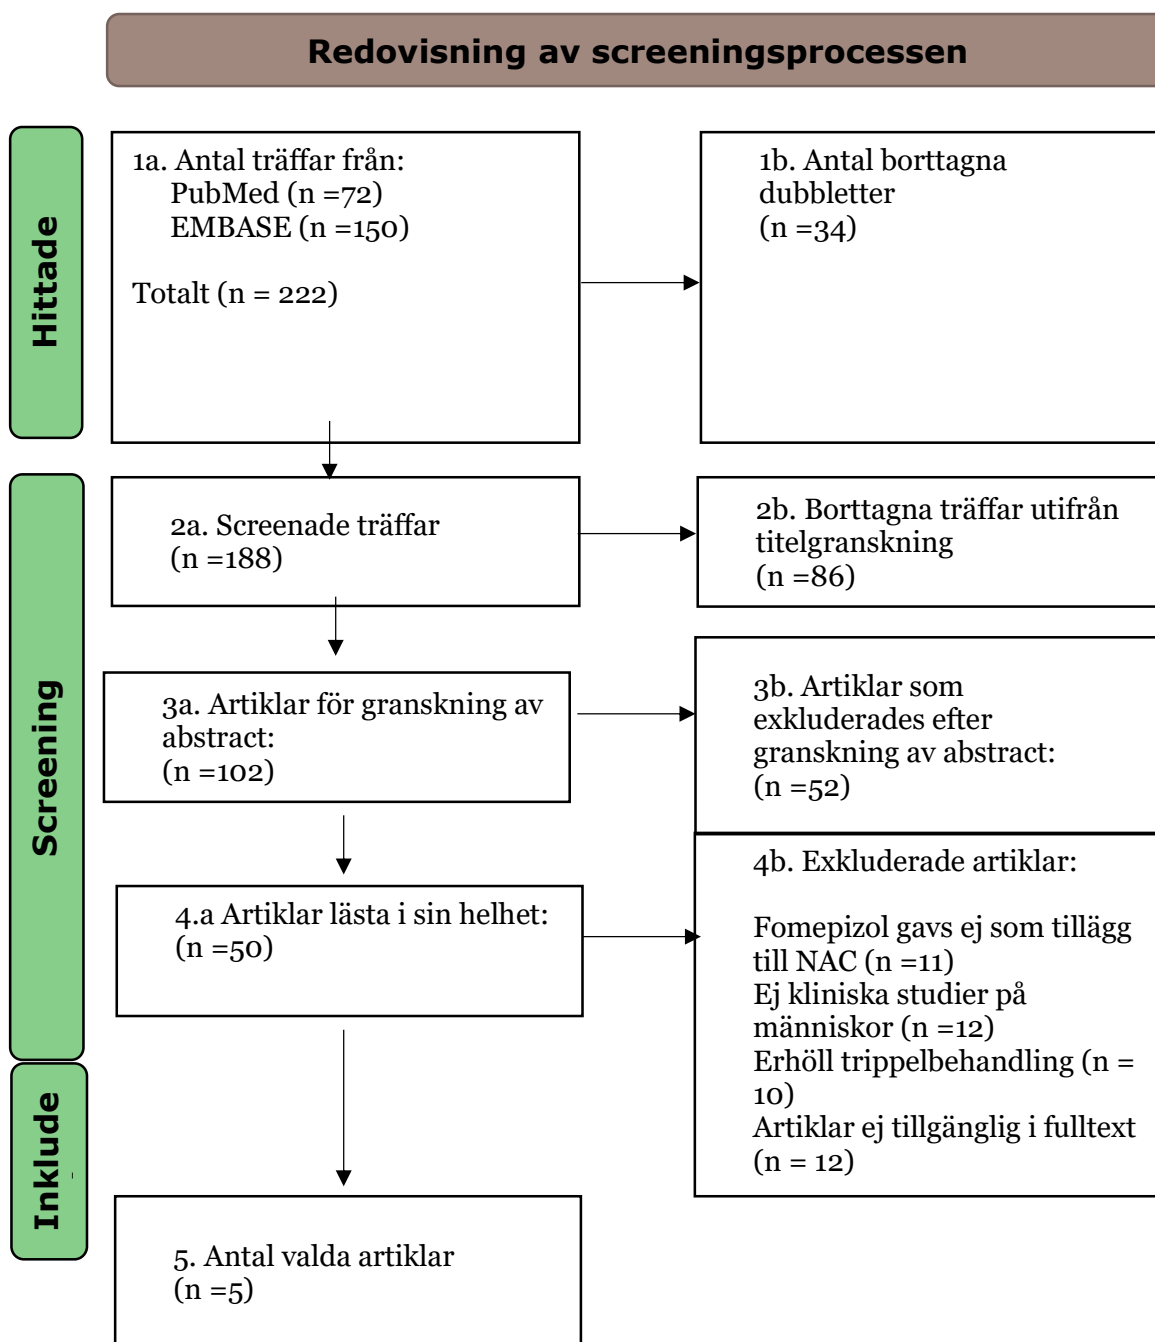 Redovisning av screeningsprocessen
Hittade
1a. Antal träffar från:
PubMed (n =72)
EMBASE (n =150)
Totalt (n = 222)
1b. Antal borttagna
dubbletter
(n =34)
Screening
2a. Screenade träffar
(n =188)
2b. Borttagna träffar utifrån
titelgranskning
(n =86)
3a. Artiklar för granskning av
abstract:
(n =102)
3b. Artiklar som
exkluderades efter
granskning av abstract:
(n =52)
4.a Artiklar lästa i sin helhet:
(n =50)
4b. Exkluderade artiklar:
Fomepizol gavs ej som tillägg
till NAC (n =11)
Ej kliniska studier på
människor (n =12)
Erhöll trippelbehandling (n =
10)
Artiklar ej tillgänglig i fulltext
(n = 12)
Inklude
5. Antal valda artiklar
(n =5)